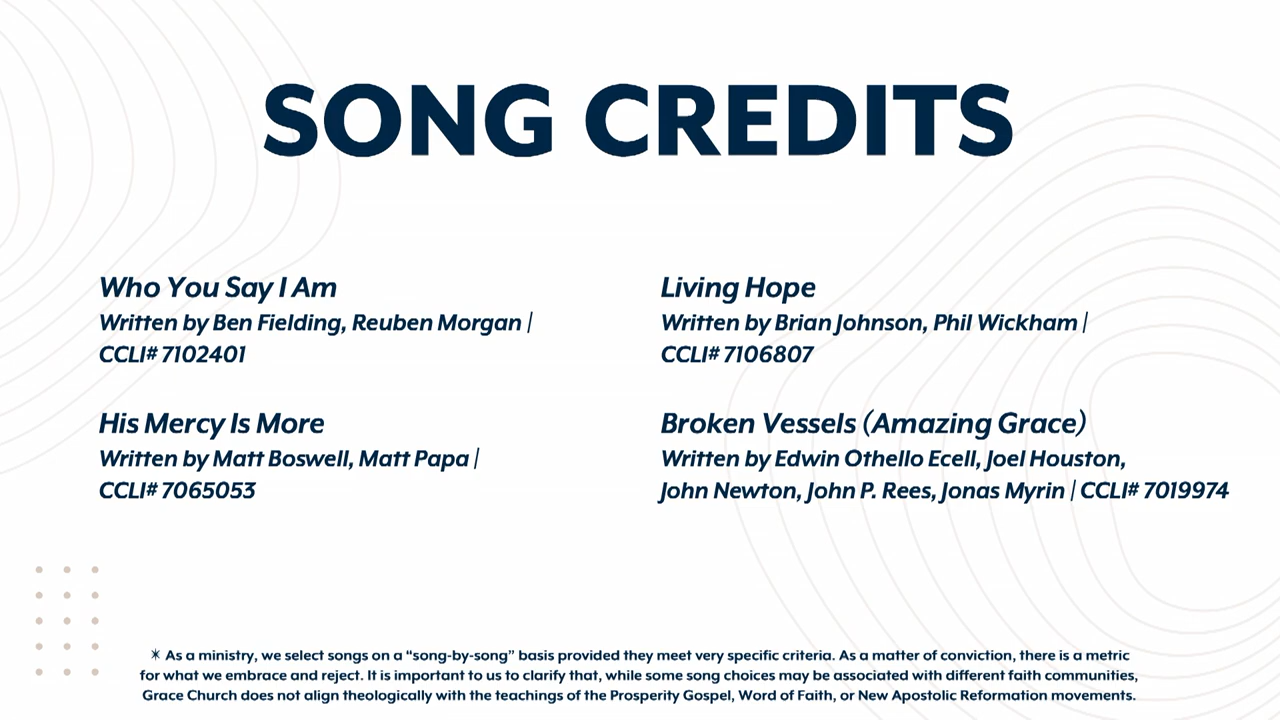 SONG CREDITS
Who You Say I Am
Written by Ben Fielding, Reuben Morgan |
CCLI# 7102401
His Mercy Is More
Written by Matt Boswell, Matt Papa |
CCLI# 7065053
Living Hope
Written by Brian Johnson, Phil Wickham |
CCLI# 7106807
Broken Vessels (Amazing Grace)
Written by Edwin Othello Ecell, Joel Houston,
John Newton, John P. Rees, Jonas Myrin | CCLI# 7019974
✶ As a ministry, we select songs on a “song-by-song” basis provided they meet very specific criteria. As a matter of conviction, there is a metric
for what we embrace and reject. It is important to us to clarify that, while some song choices may be associated with different faith communities,
Grace Church does not align theologically with the teachings of the Prosperity Gospel, Word of Faith, or New Apostolic Reformation movements.